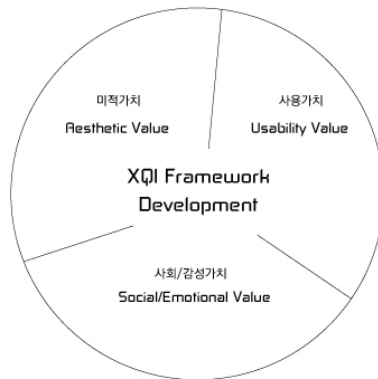 미적가치
Aesthetic Value
사용가치
Usability Value
XQI Framework
Development
사회/감성가치
Social/Emotional Value